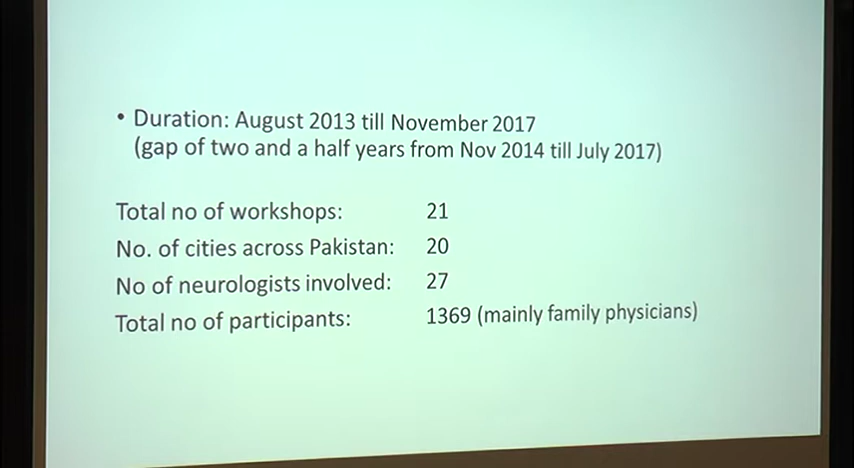 • Duration: August 2013 till November 2017
(gap of two and a half years from Nov 2014 till July 2017)
Total no of workshops: 21
No. of cities across Pakistan: 20
No of neurologists involved: 27
Total no of participants: 1369 (mainly family physicians)